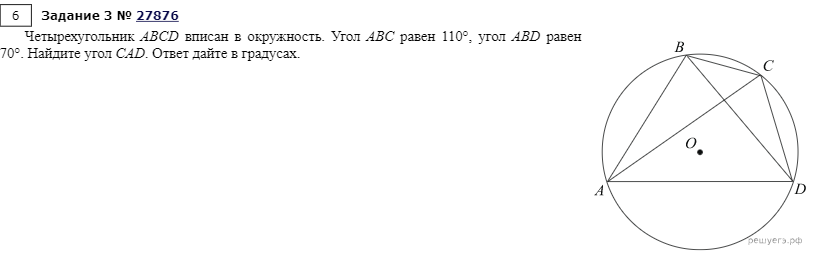 6 Задание 3 № 27876
Четырехугольник ABCD вписан в окружность. Угол ABC равен 110°, угол ABD равен
70°. Найдите угол CAD. Ответ дайте в градусах.
B
C
O
A
D
решуегэ.рф